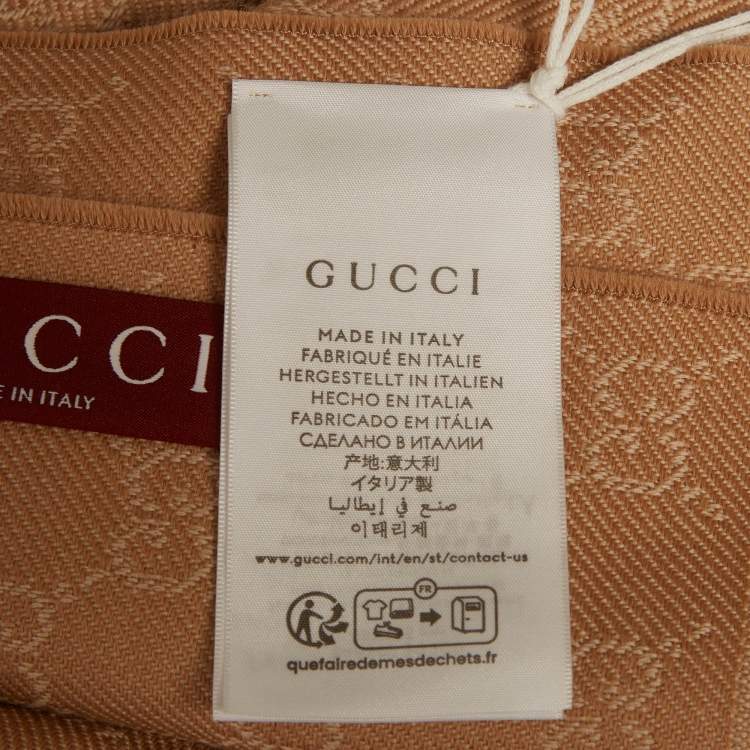 GUCCI
MADE IN ITALY
FABRIQUÉ EN ITALIE
HERGESTELLT IN ITALIEN
HECHO EN ITALIA
FABRICADO EM ITÁLIA
СДЕЛАНО В ИТАЛИИ
产地:意大利
イタリア製
صنع في إيطاليا
이태리제
www.gucci.com/int/en/st/contact-us
FR
quefairedemesdechets.fr
CCI
IN ITALY